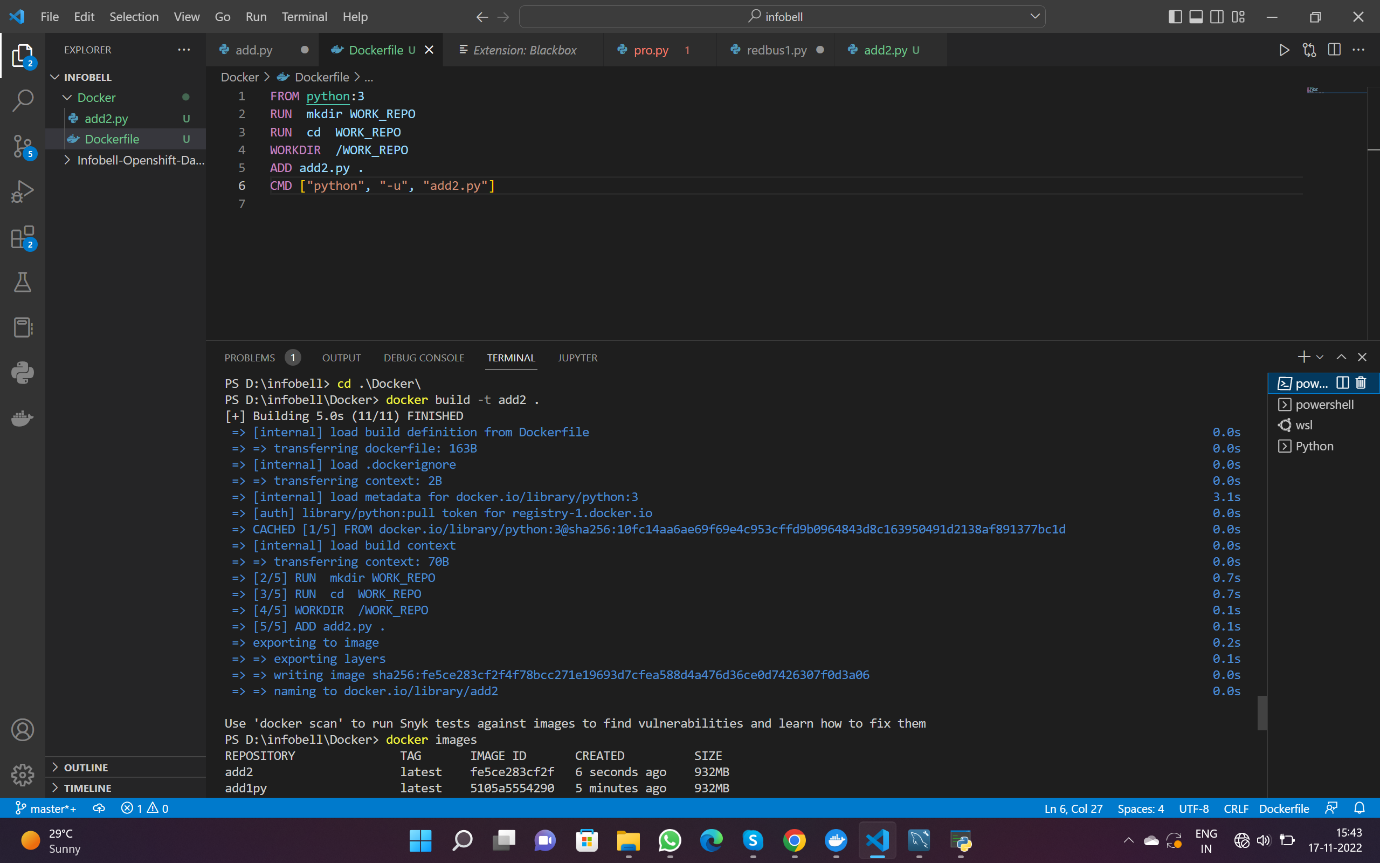 File Edit Selection View Go Run Terminal Help
infobell
EXPLORER
INFOBELL
Docker
add2.py U
Dockerfile U
Infobell-Openshift-Da...
OUTLINE
TIMELINE
2
5
2
add.py
Dockerfile U
Extension: Blackbox
pro.py 1
redbus1.py
add2.py U
Docker > Dockerfile > ...
1 FROM python:3
2 RUN  mkdir WORK_REPO
3 RUN  cd  WORK_REPO
4 WORKDIR  /WORK_REPO
5 ADD add2.py .
6 CMD ["python", "-u", "add2.py"]
7
PROBLEMS 1 OUTPUT DEBUG CONSOLE TERMINAL JUPYTER
PS D:\infobell> cd .\Docker\
PS D:\infobell\Docker> docker build -t add2 .
[+] Building 5.0s (11/11) FINISHED
=> [internal] load build definition from Dockerfile 0.0s
=> => transferring dockerfile: 163B 0.0s
=> [internal] load .dockerignore 0.0s
=> => transferring context: 2B 0.0s
=> [internal] load metadata for docker.io/library/python:3 3.1s
=> [auth] library/python:pull token for registry-1.docker.io 0.0s
=> CACHED [1/5] FROM docker.io/library/python:3@sha256:10fc14aa6ae69f69e4c953cffd9b0964843d8c163950491d2138af891377bc1d 0.0s
=> [internal] load build context 0.0s
=> => transferring context: 70B 0.0s
=> [2/5] RUN  mkdir WORK_REPO 0.7s
=> [3/5] RUN  cd  WORK_REPO 0.7s
=> [4/5] WORKDIR  /WORK_REPO 0.1s
=> [5/5] ADD add2.py . 0.1s
=> exporting to image 0.2s
=> => exporting layers 0.1s
=> => writing image sha256:fe5ce283cf2f4f78bcc271e19693d7cfea588d4a476d36ce0d7426307f0d3a06 0.0s
=> => naming to docker.io/library/add2 0.0s
Use 'docker scan' to run Snyk tests against images to find vulnerabilities and learn how to fix them
PS D:\infobell\Docker> docker images
REPOSITORY TAG IMAGE ID CREATED SIZE
add2 latest fe5ce283cf2f 6 seconds ago 932MB
add1py latest 5105a5554290 5 minutes ago 932MB
pow...
powershell
wsl
Python
master*+ 1 0 Ln 6, Col 27 Spaces: 4 UTF-8 CRLF Dockerfile
29°C
Sunny
ENG
IN
15:43
17-11-2022